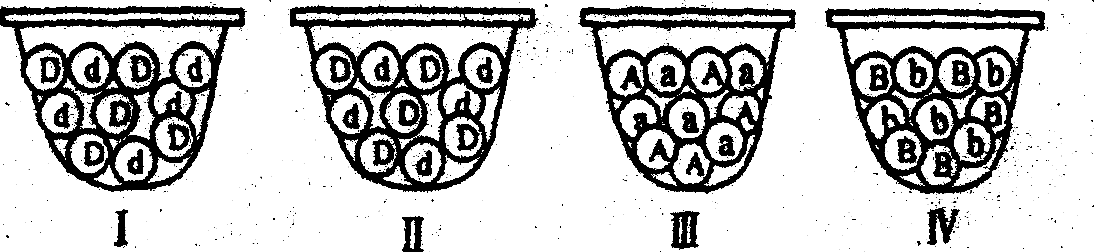 D d D d D d D d A a A a B b B b
d D d d D d a a A b b B
D d D D d D A A a B B b
I II III IV